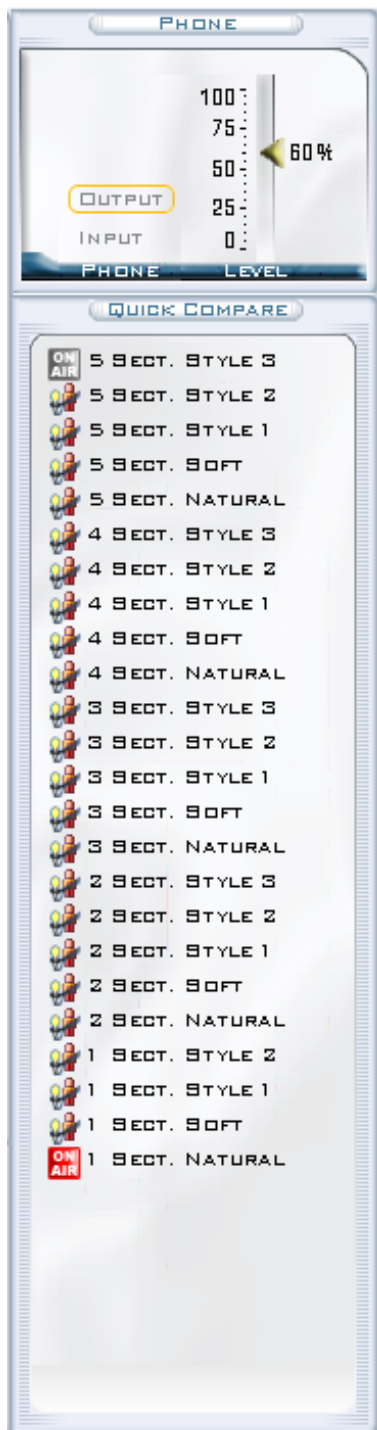 PHONE
100
75
60%
50
OUTPUT
25
INPUT
0
PHONE LEVEL
QUICK COMPARE
ON AIR 5 SECT. STYLE 3
5 SECT. STYLE 2
5 SECT. STYLE 1
5 SECT. SOFT
5 SECT. NATURAL
4 SECT. STYLE 3
4 SECT. STYLE 2
4 SECT. STYLE 1
4 SECT. SOFT
4 SECT. NATURAL
3 SECT. STYLE 3
3 SECT. STYLE 2
3 SECT. STYLE 1
3 SECT. SOFT
3 SECT. NATURAL
2 SECT. STYLE 3
2 SECT. STYLE 2
2 SECT. STYLE 1
2 SECT. SOFT
2 SECT. NATURAL
1 SECT. STYLE 2
1 SECT. STYLE 1
1 SECT. SOFT
ON AIR 1 SECT. NATURAL